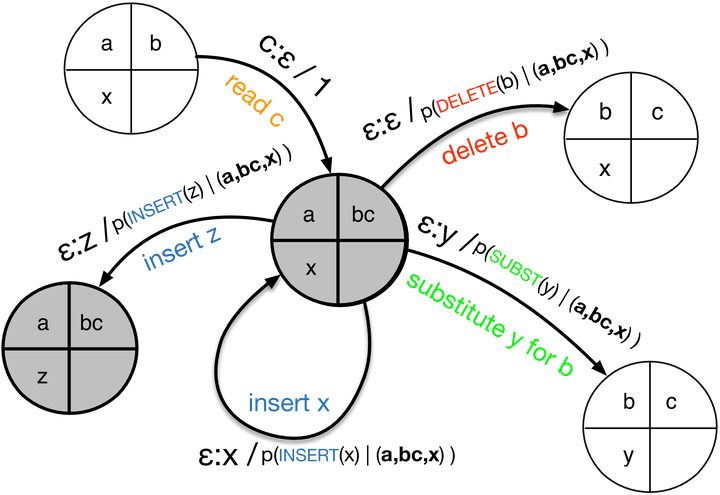 a b
x
c:ε / 1
read c
ε:ε / p(DELETE(b) | (a,bc,x) )
delete b
b c
x
ε:z / p(INSERT(z) | (a,bc,x) )
insert z
a bc
x
ε:y / p(SUBST(y) | (a,bc,x) )
substitute y for b
a bc
z
insert x
ε:x / p(INSERT(x) | (a,bc,x) )
b c
y